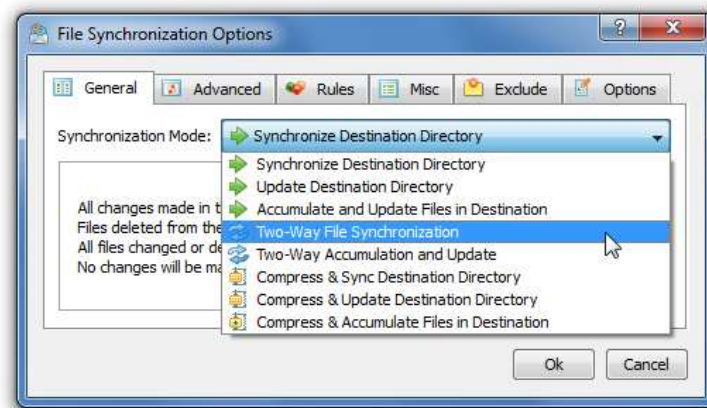 File Synchronization Options
General Advanced Rules Misc Exclude Options
Synchronization Mode: Synchronize Destination Directory
Synchronize Destination Directory
Update Destination Directory
All changes made in t
Accumulate and Update Files in Destination
Files deleted from the
Two-Way File Synchronization
All files changed or de
Two-Way Accumulation and Update
No changes will be ma
Compress & Sync Destination Directory
Compress & Update Destination Directory
Compress & Accumulate Files in Destination
Ok Cancel